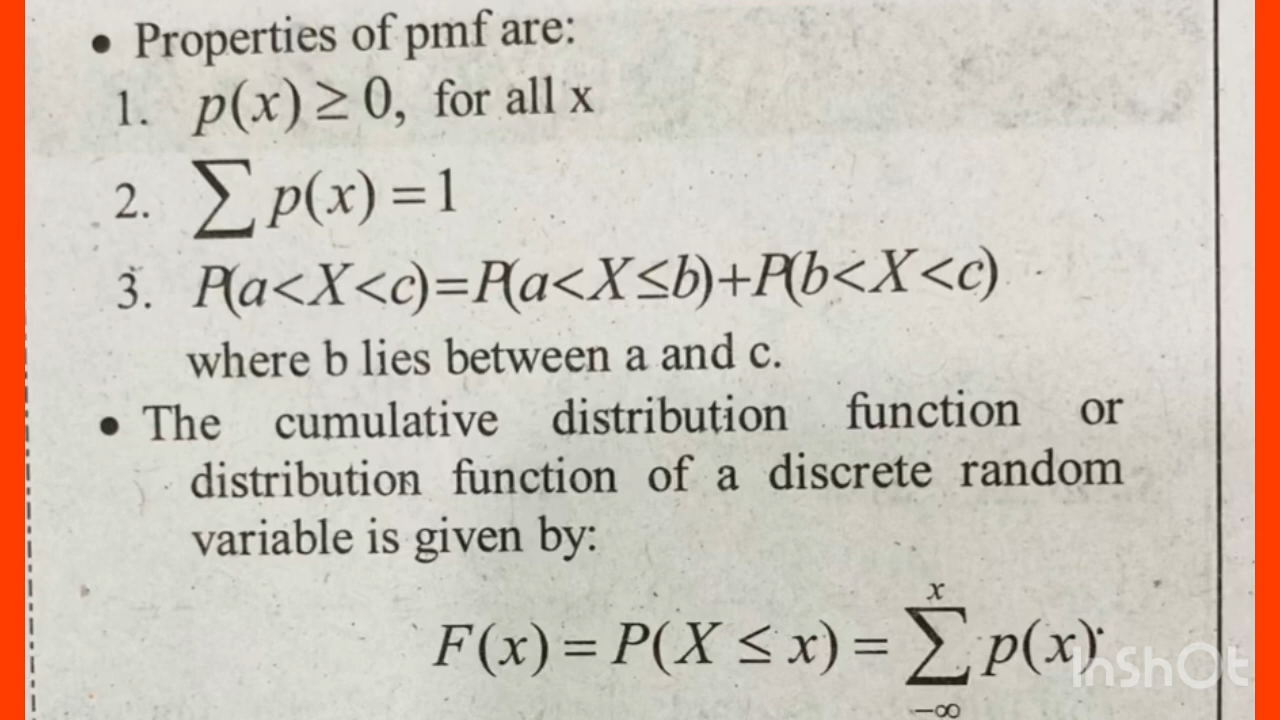 • Properties of pmf are:
1. p(x) ≥ 0, for all x
2. ∑ p(x) = 1
3. P(a<X<c)=P(a<X≤b)+P(b<X<c)
where b lies between a and c.
• The cumulative distribution function or
distribution function of a discrete random
variable is given by:
x
F(x) = P(X ≤ x) = ∑ p(x)
−∞
InShOt